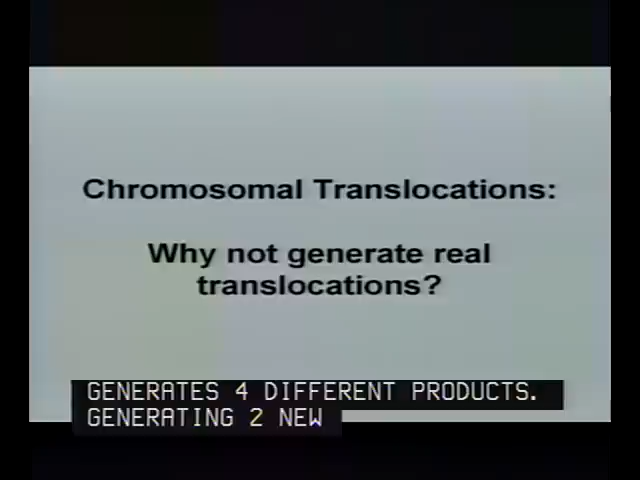 Chromosomal Translocations:
Why not generate real
translocations?
GENERATES 4 DIFFERENT PRODUCTS.
GENERATING 2 NEW